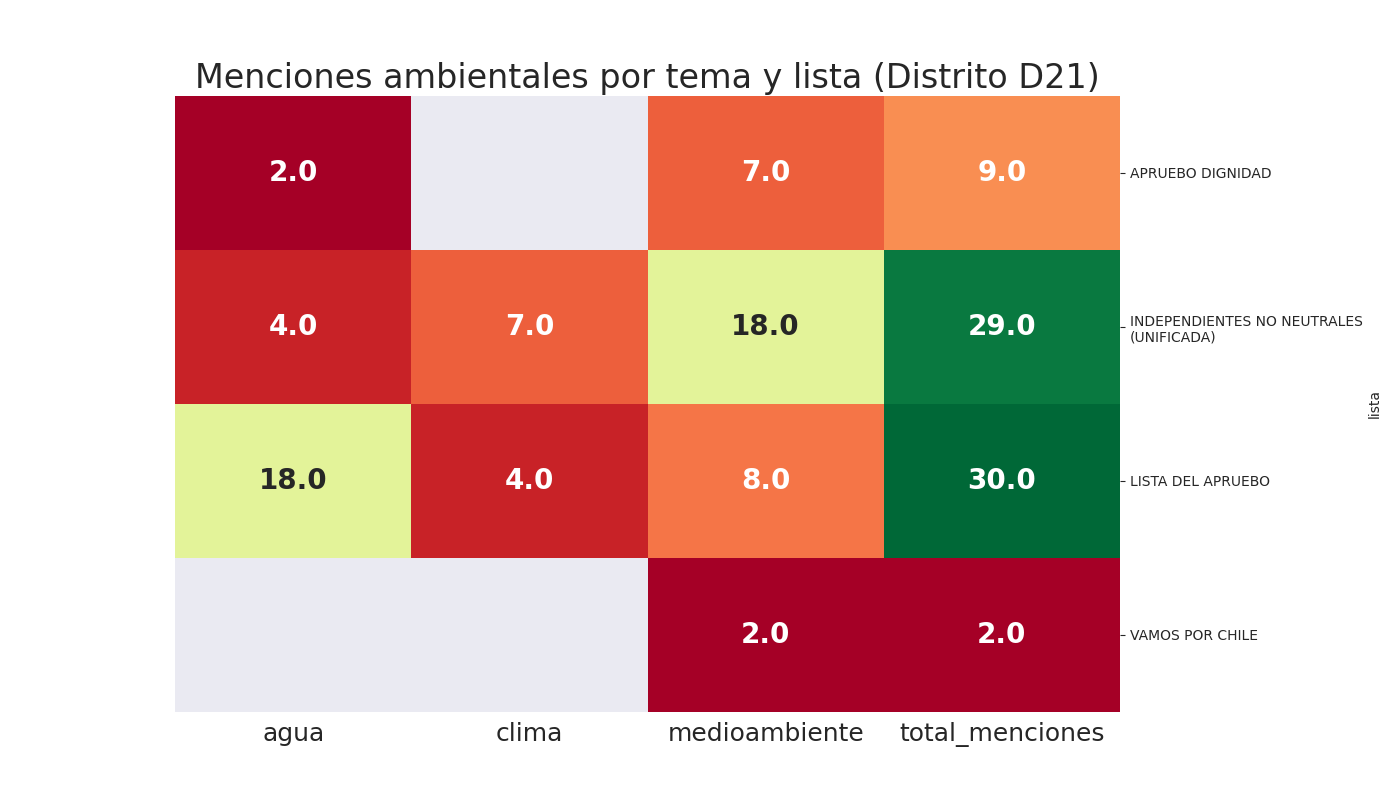 Menciones ambientales por tema y lista (Distrito D21)
2.0 7.0 9.0 APRUEBO DIGNIDAD
4.0 7.0 18.0 29.0 INDEPENDIENTES NO NEUTRALES
(UNIFICADA)
lista
18.0 4.0 8.0 30.0 LISTA DEL APRUEBO
2.0 2.0 VAMOS POR CHILE
agua clima medioambiente total_menciones